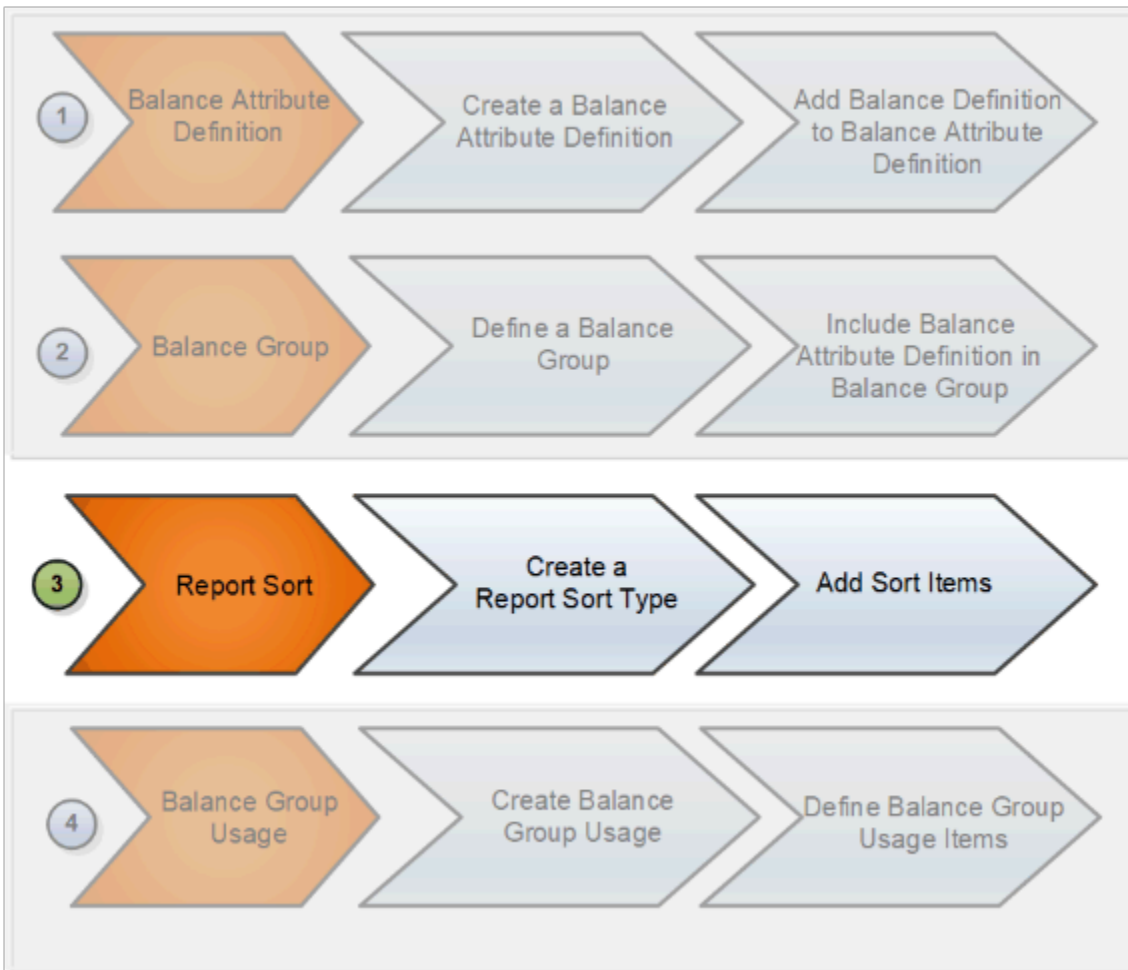 1
Balance Attribute
Definition
Create a Balance
Attribute Definition
Add Balance Definition
to Balance Attribute
Definition
2
Balance Group
Define a Balance
Group
Include Balance
Attribute Definition in
Balance Group
3
Report Sort
Create a
Report Sort Type
Add Sort Items
4
Balance Group
Usage
Create Balance
Group Usage
Define Balance Group
Usage Items